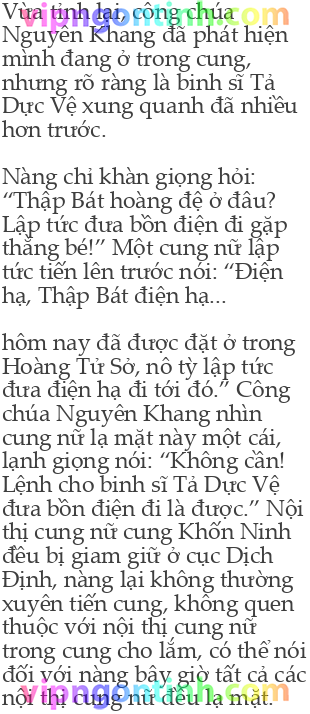 Vừa tỉnh lại, công chúa
vipngontinh.com
Nguyên Khang đã phát hiện
mình đang ở trong cung,
nhưng rõ ràng là binh sĩ Tả
Dực Vệ xung quanh đã nhiều
hơn trước.
Nàng chỉ khàn giọng hỏi:
“Thập Bát hoàng đệ ở đâu?
Lập tức đưa bổn điện đi gặp
thằng bé!” Một cung nữ lập
tức tiến lên trước nói: “Điện
hạ, Thập Bát điện hạ...
hôm nay đã được đặt ở trong
Hoàng Tử Sở, nô tỳ lập tức
đưa điện hạ đi tới đó.” Công
chúa Nguyên Khang nhìn
cung nữ lạ mặt này một cái,
lạnh giọng nói: “Không cần!
Lệnh cho binh sĩ Tả Dực Vệ
đưa bổn điện đi là được.” Nội
thị cung nữ cung Khốn Ninh
đều bị giam giữ ở cục Dịch
Định, nàng lại không thường
xuyên tiến cung, không quen
thuộc với nội thị cung nữ
trong cung cho lắm, có thể nói
đối với nàng bây giờ tất cả các
vipngontinh.com
nội thị cung nữ đều lạ mặt.